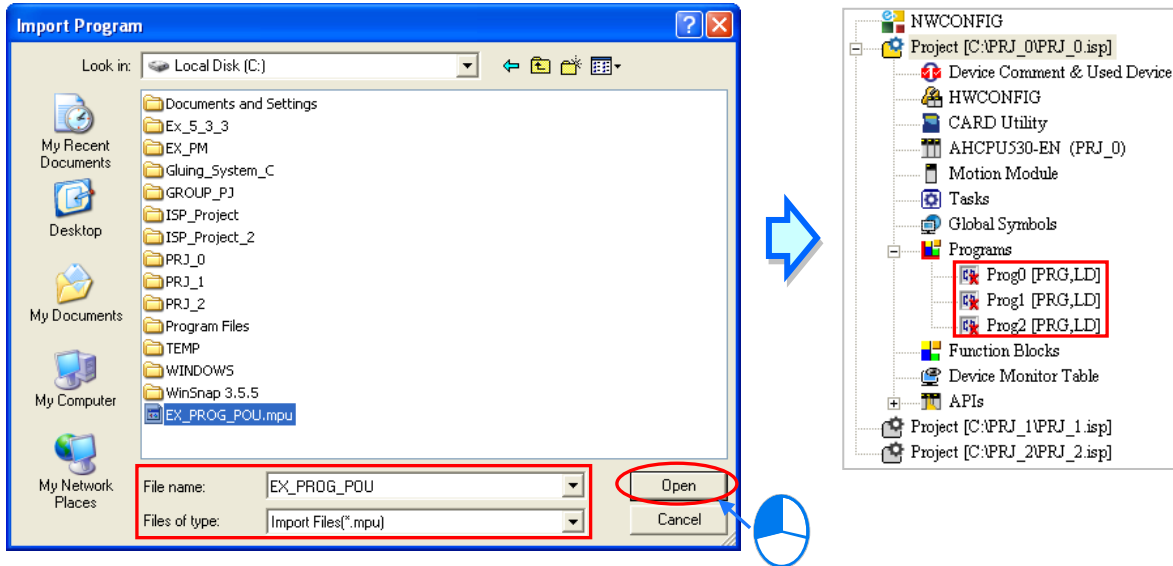 Import Program
Look in:
Local Disk (C:)
My Recent
Documents
Desktop
My Documents
My Computer
My Network
Places
Documents and Settings
Ex_5_3_3
EX_PM
Gluing_System_C
GROUP_PJ
ISP_Project
ISP_Project_2
PRJ_0
PRJ_1
PRJ_2
Program Files
TEMP
WINDOWS
WinSnap 3.5.5
EX_PROG_POU.mpu
File name:
EX_PROG_POU
Open
Files of type:
Import Files(*.mpu)
Cancel
NWCONFIG
Project [C:\PRJ_0\PRJ_0.isp]
Device Comment & Used Device
HWCONFIG
CARD Utility
AHCPU530-EN (PRJ_0)
Motion Module
Tasks
Global Symbols
Programs
Prog0 [PRG,LD]
Prog1 [PRG,LD]
Prog2 [PRG,LD]
Function Blocks
Device Monitor Table
APIs
Project [C:\PRJ_1\PRJ_1.isp]
Project [C:\PRJ_2\PRJ_2.isp]